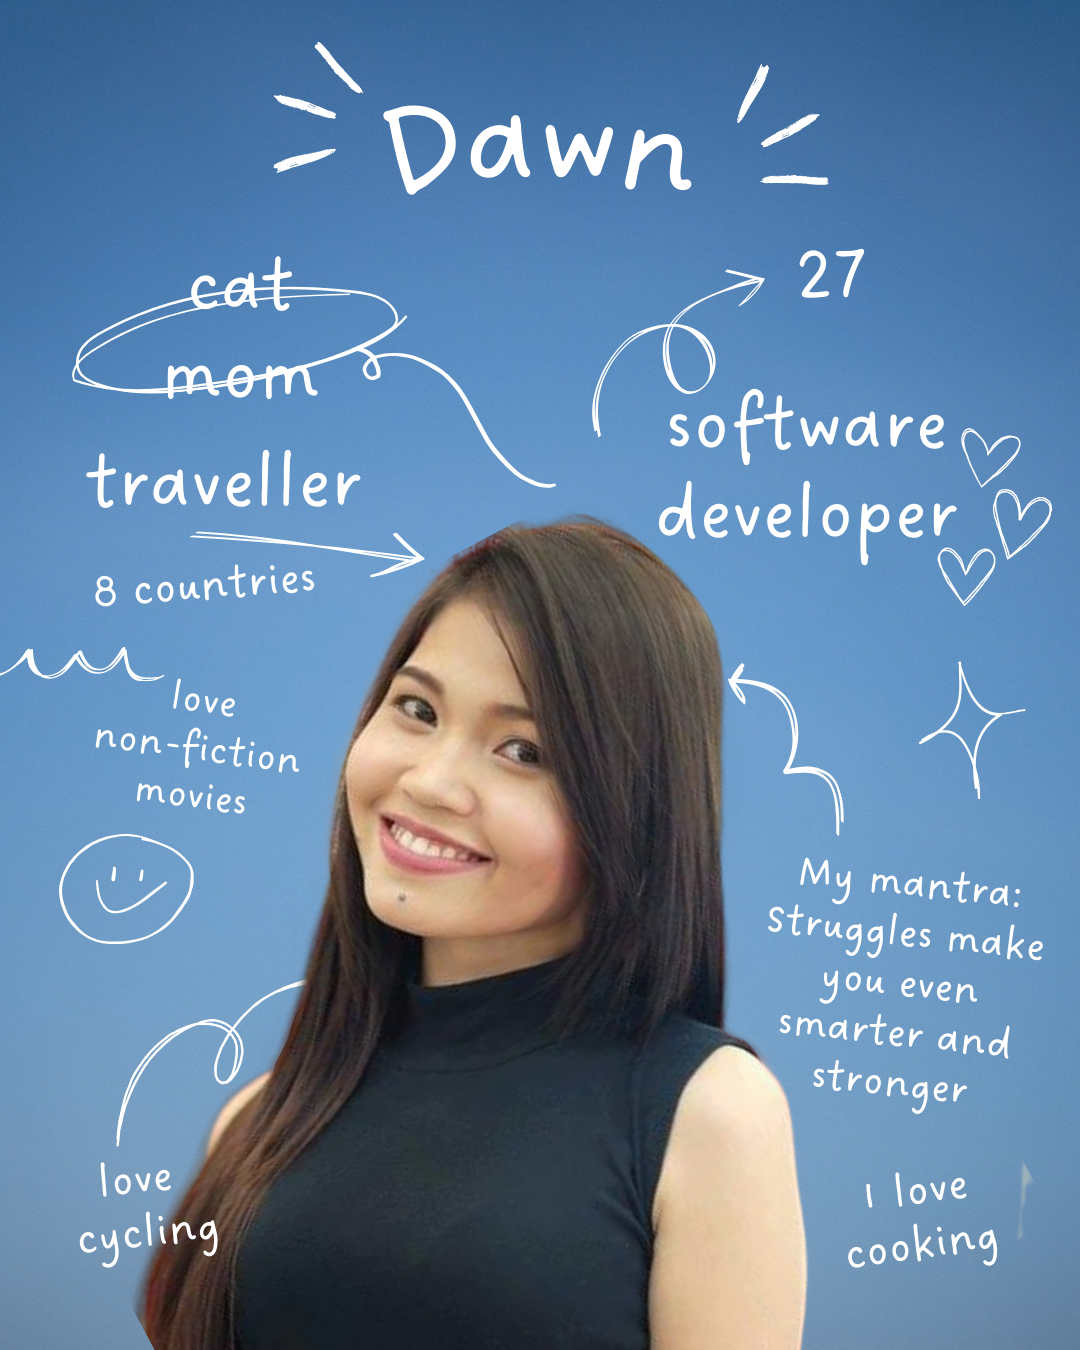 Dawn
cat
mom
27
software
developer
traveller
8 countries
love
non-fiction
movies
My mantra:
Struggles make
you even
smarter and
stronger
love
cycling
I love
cooking